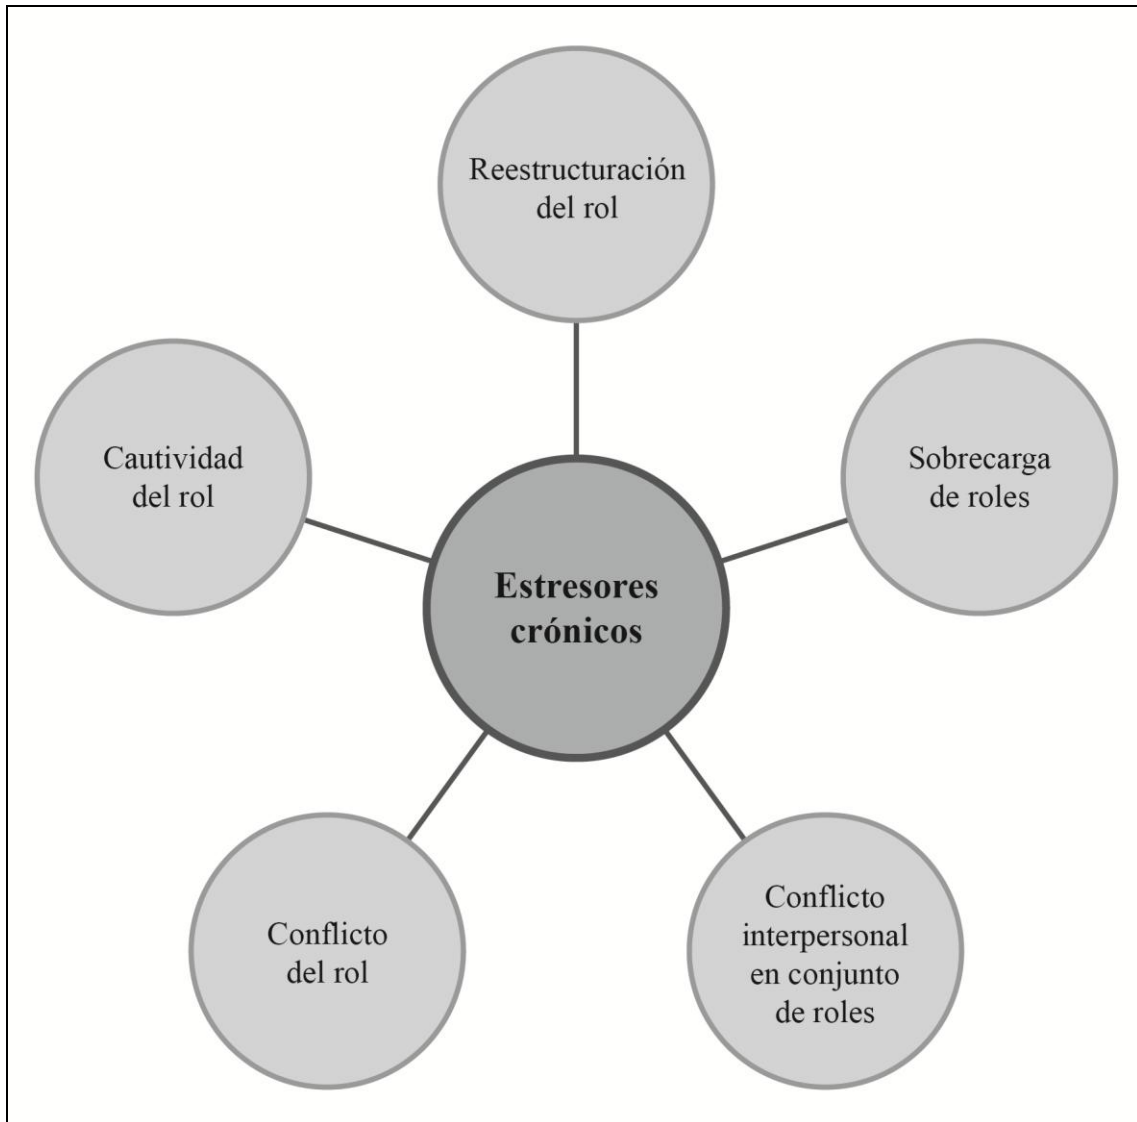 Reestructuración
del rol
Cautividad
del rol
Sobrecarga
de roles
Estresores
crónicos
Conflicto
del rol
Conflicto
interpersonal
en conjunto
de roles